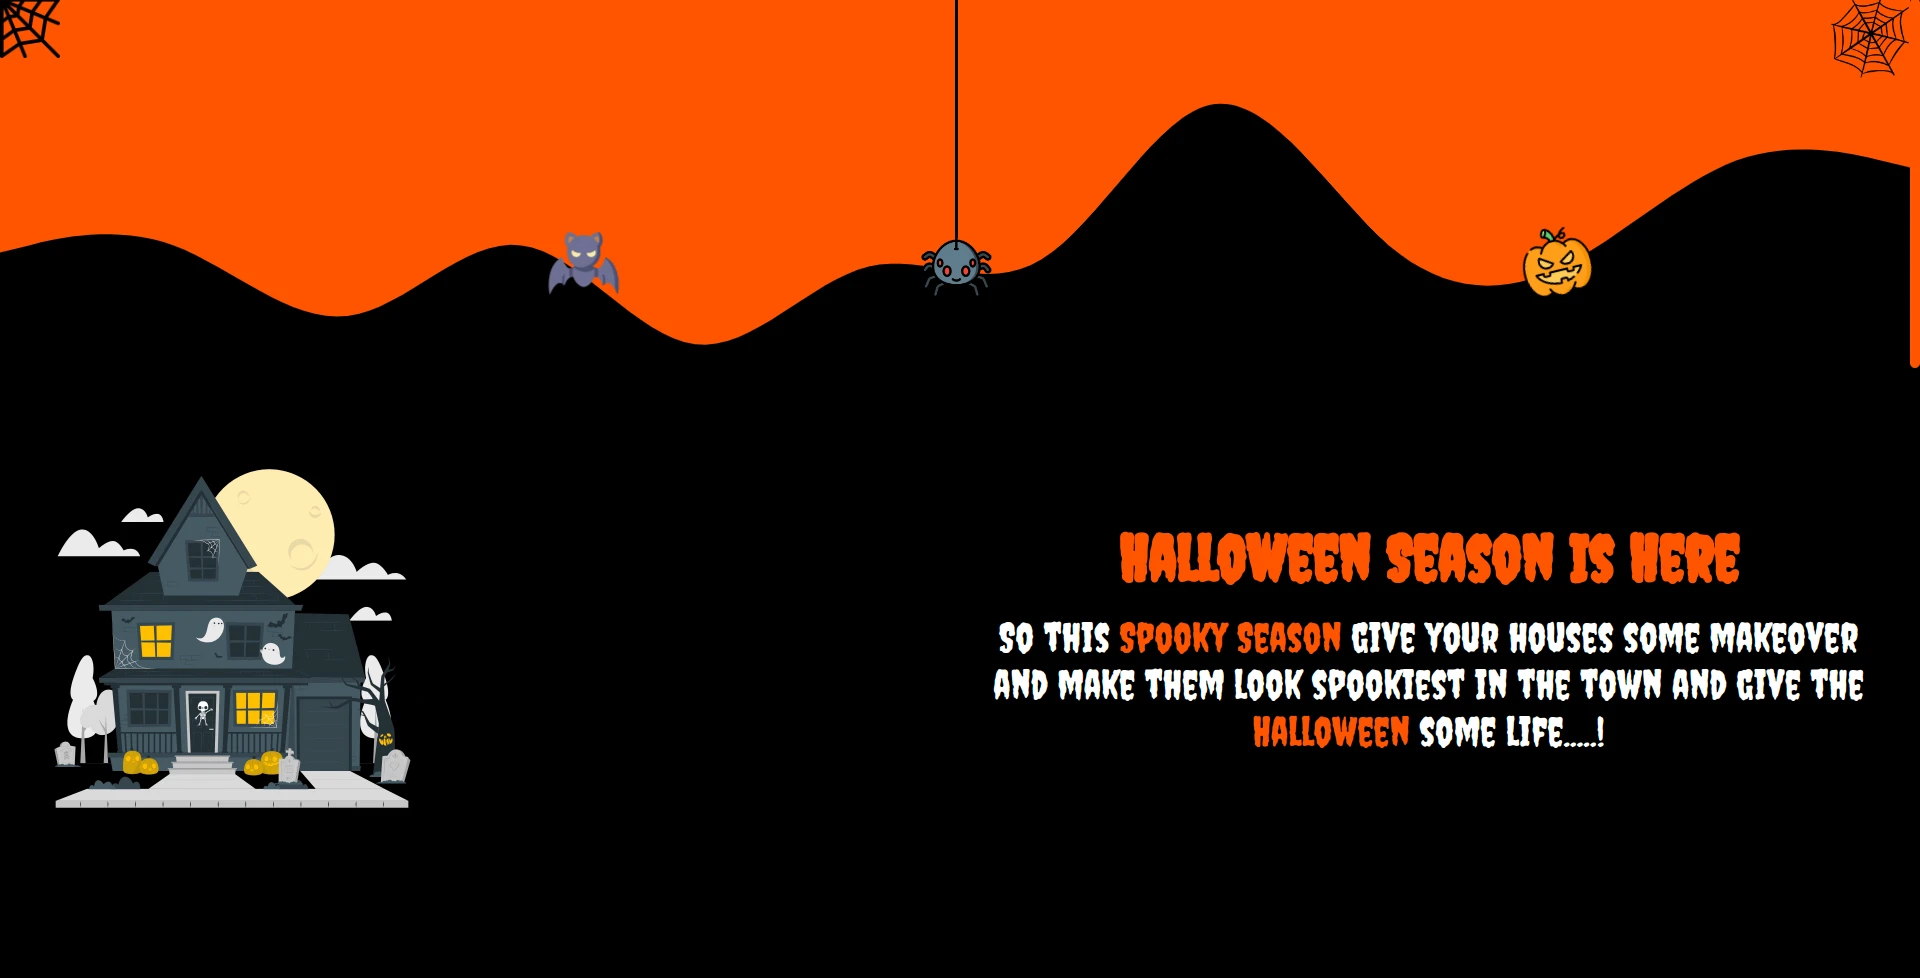 HALLOWEEN SEASON IS HERE
SO THIS SPOOKY SEASON GIVE YOUR HOUSES SOME MAKEOVER
AND MAKE THEM LOOK SPOOKIEST IN THE TOWN AND GIVE THE
HALLOWEEN SOME LIFE.....!